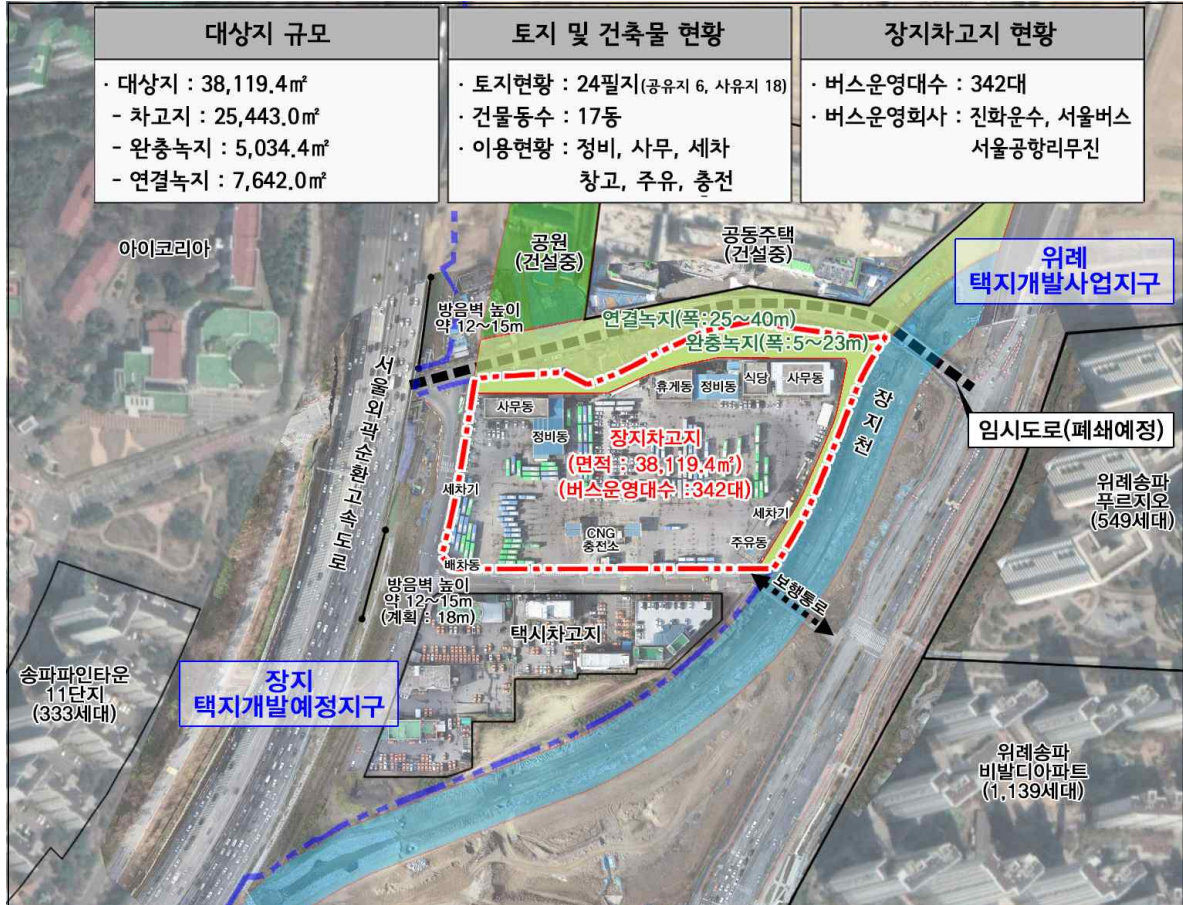 대상지 규모
· 대상지 : 38,119.4㎡
- 차고지 : 25,443.0㎡
- 완충녹지 : 5,034.4㎡
- 연결녹지 : 7,642.0㎡
토지 및 건축물 현황
· 토지현황 : 24필지(공유지 6, 사유지 18)
· 건물동수 : 17동
· 이용현황 : 정비, 사무, 세차
창고, 주유, 충전
장지차고지 현황
· 버스운영대수 : 342대
· 버스운영회사 : 진화운수, 서울버스
서울공항리무진
아이코리아
공원
(건설중)
공동주택
(건설중)
위례
택지개발사업지구
방음벽 높이
약 12~15m
연결녹지(폭:25~40m)
완충녹지(폭:5~23m)
서울외곽순환고속도로
휴게동
정비동
식당
사무동
사무동
정비동
장지천
임시도로(폐쇄예정)
장지차고지
(면적 : 38,119.4㎡)
(버스운영대수 :342대)
위례송파
푸르지오
(549세대)
세차기
세차기
CNG
충전소
주유동
배차동
보행통로
방음벽 높이
약 12~15m
(계획 : 18m)
택시차고지
송파파인타운
11단지
(333세대)
장지
택지개발예정지구
위례송파
비발디아파트
(1,139세대)